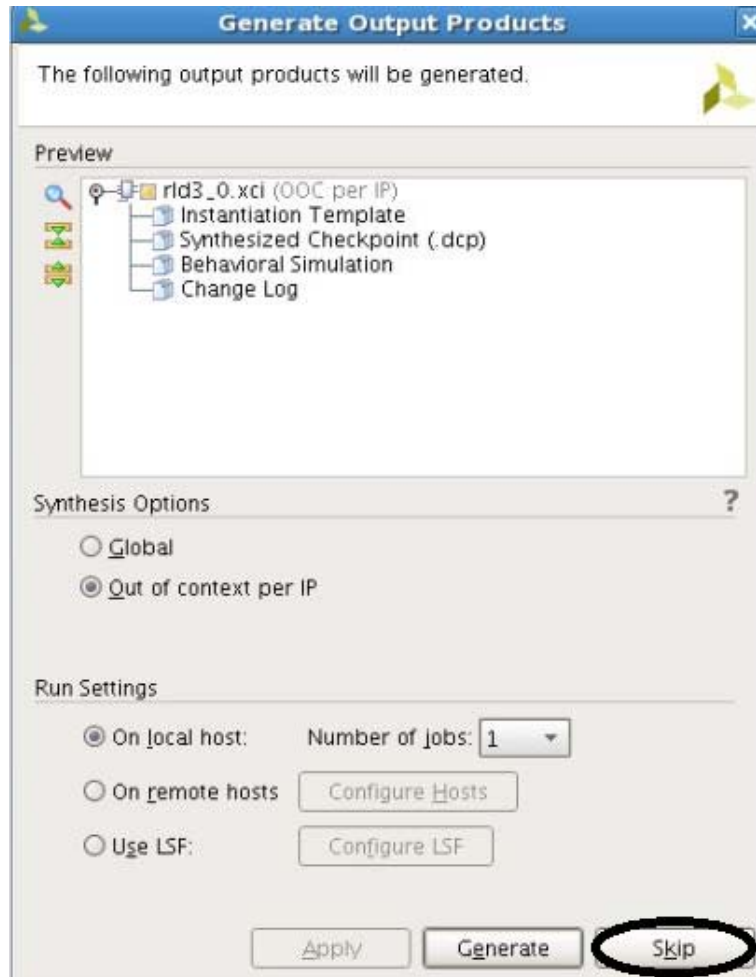 Generate Output Products
The following output products will be generated.
Preview
rld3_0.xci (OOC per IP)
Instantiation Template
Synthesized Checkpoint (.dcp)
Behavioral Simulation
Change Log
Synthesis Options ?
Global
Out of context per IP
Run Settings
On local host: Number of jobs: 1
On remote hosts Configure Hosts
Use LSF: Configure LSF
Apply Generate Skip